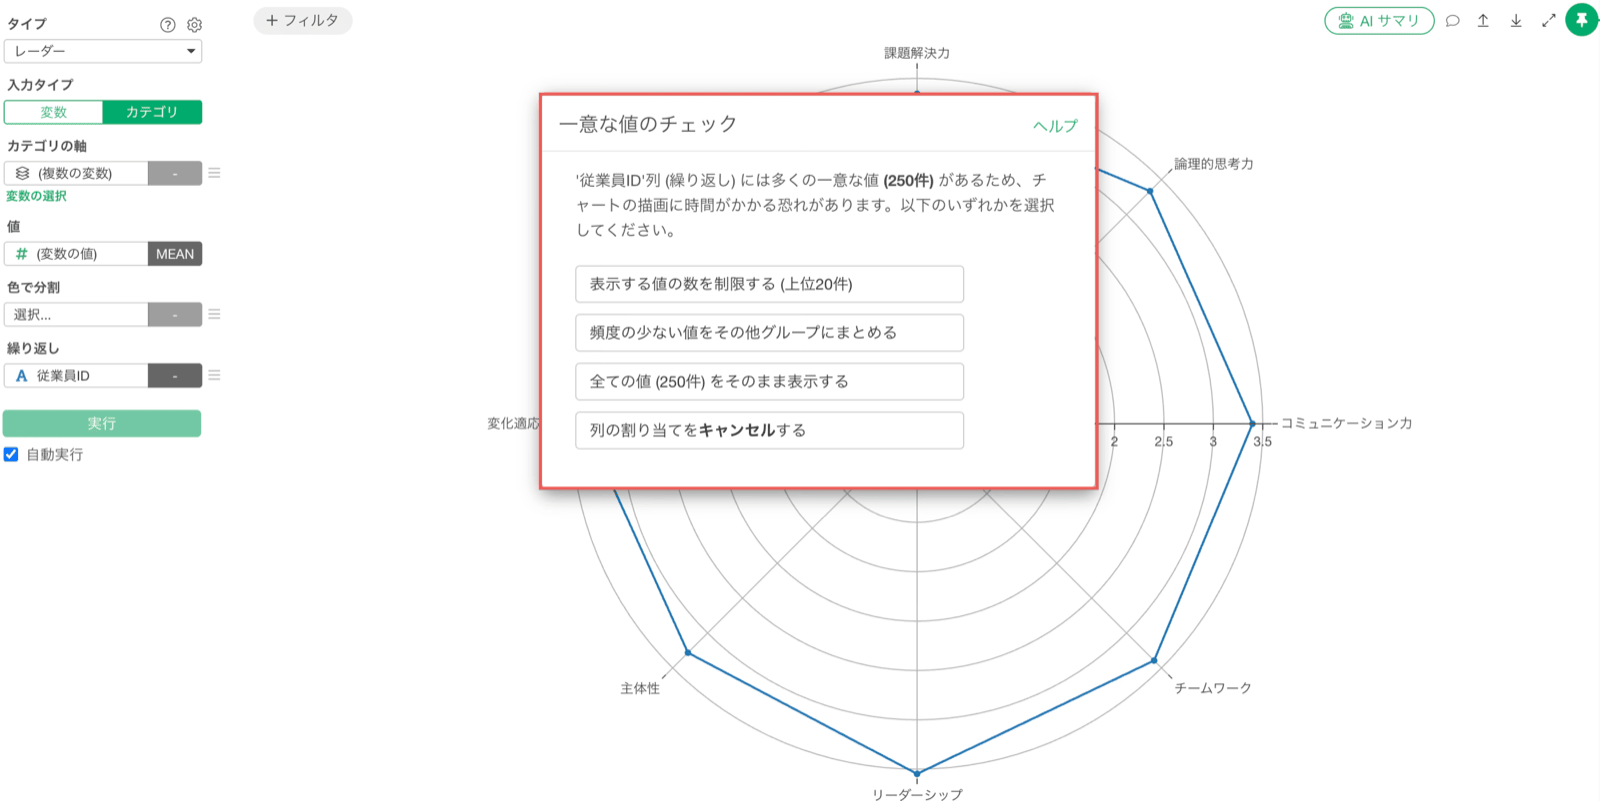 タイプ
レーダー
入力タイプ
変数 カテゴリ
カテゴリの軸
(複数の変数) -
変数の選択
値
# (変数の値) MEAN
色で分割
選択... -
繰り返し
A 従業員ID -
実行
自動実行
+ フィルタ
AI サマリ
課題解決力
論理的思考力
コミュニケーション力
チームワーク
リーダーシップ
主体性
変化適応
2 2.5 3 3.5
一意な値のチェック
ヘルプ
'従業員ID'列 (繰り返し) には多くの一意な値 (250件) があるため、チ
ャートの描画に時間がかかる恐れがあります。以下のいずれかを選択
してください。
表示する値の数を制限する (上位20件)
頻度の少ない値をその他グループにまとめる
全ての値 (250件) をそのまま表示する
列の割り当てをキャンセルする